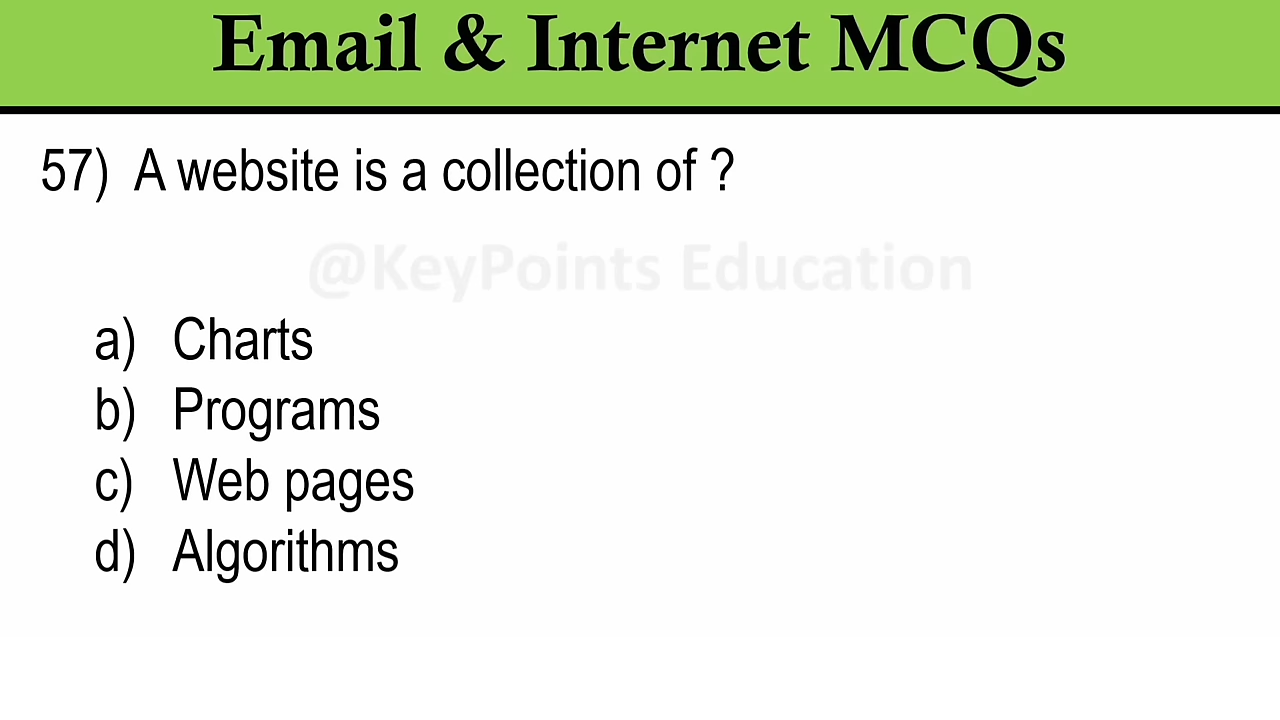 Email & Internet MCQs
57) A website is a collection of ?
@KeyPoints Education
a) Charts
b) Programs
c) Web pages
d) Algorithms